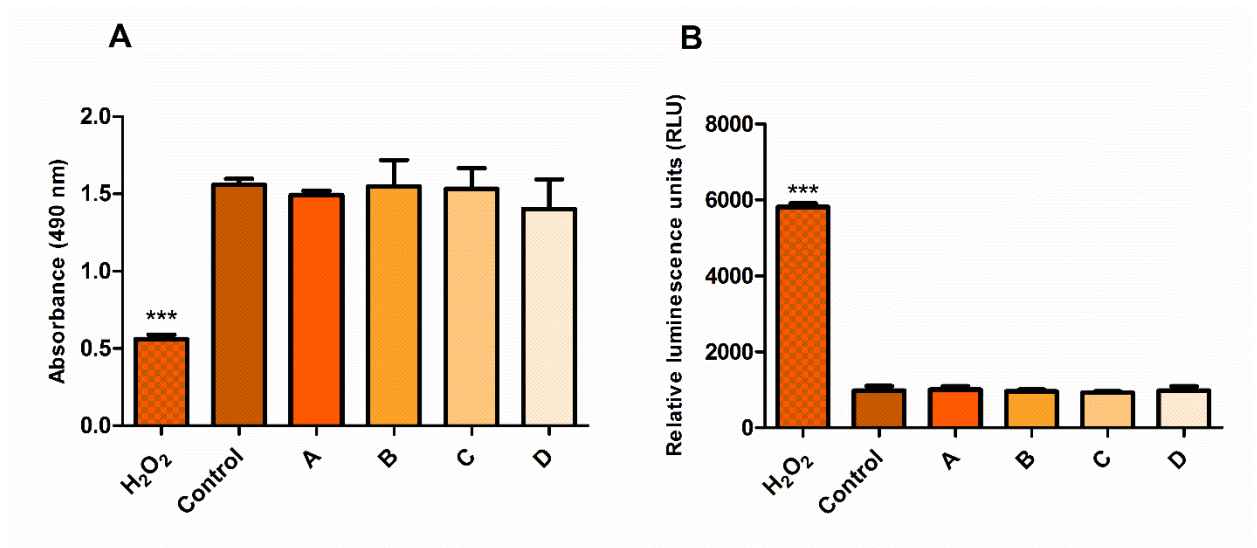 A
Absorbance (490 nm)
2.0
1.5
1.0
0.5
0.0
***
H₂O₂
Control
A
B
C
D
B
Relative luminescence units (RLU)
8000
6000
4000
2000
0
***
H₂O₂
Control
A
B
C
D